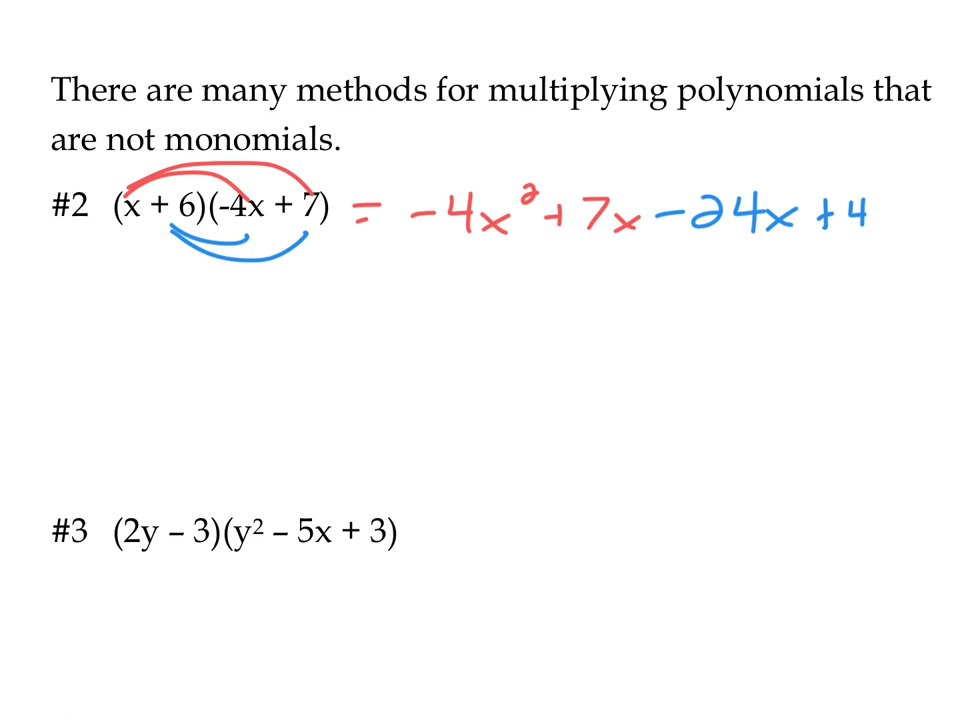 There are many methods for multiplying polynomials that
are not monomials.
#2 (x + 6)(-4x + 7) = -4x² + 7x - 24x + 4
#3 (2y – 3)(y² – 5x + 3)